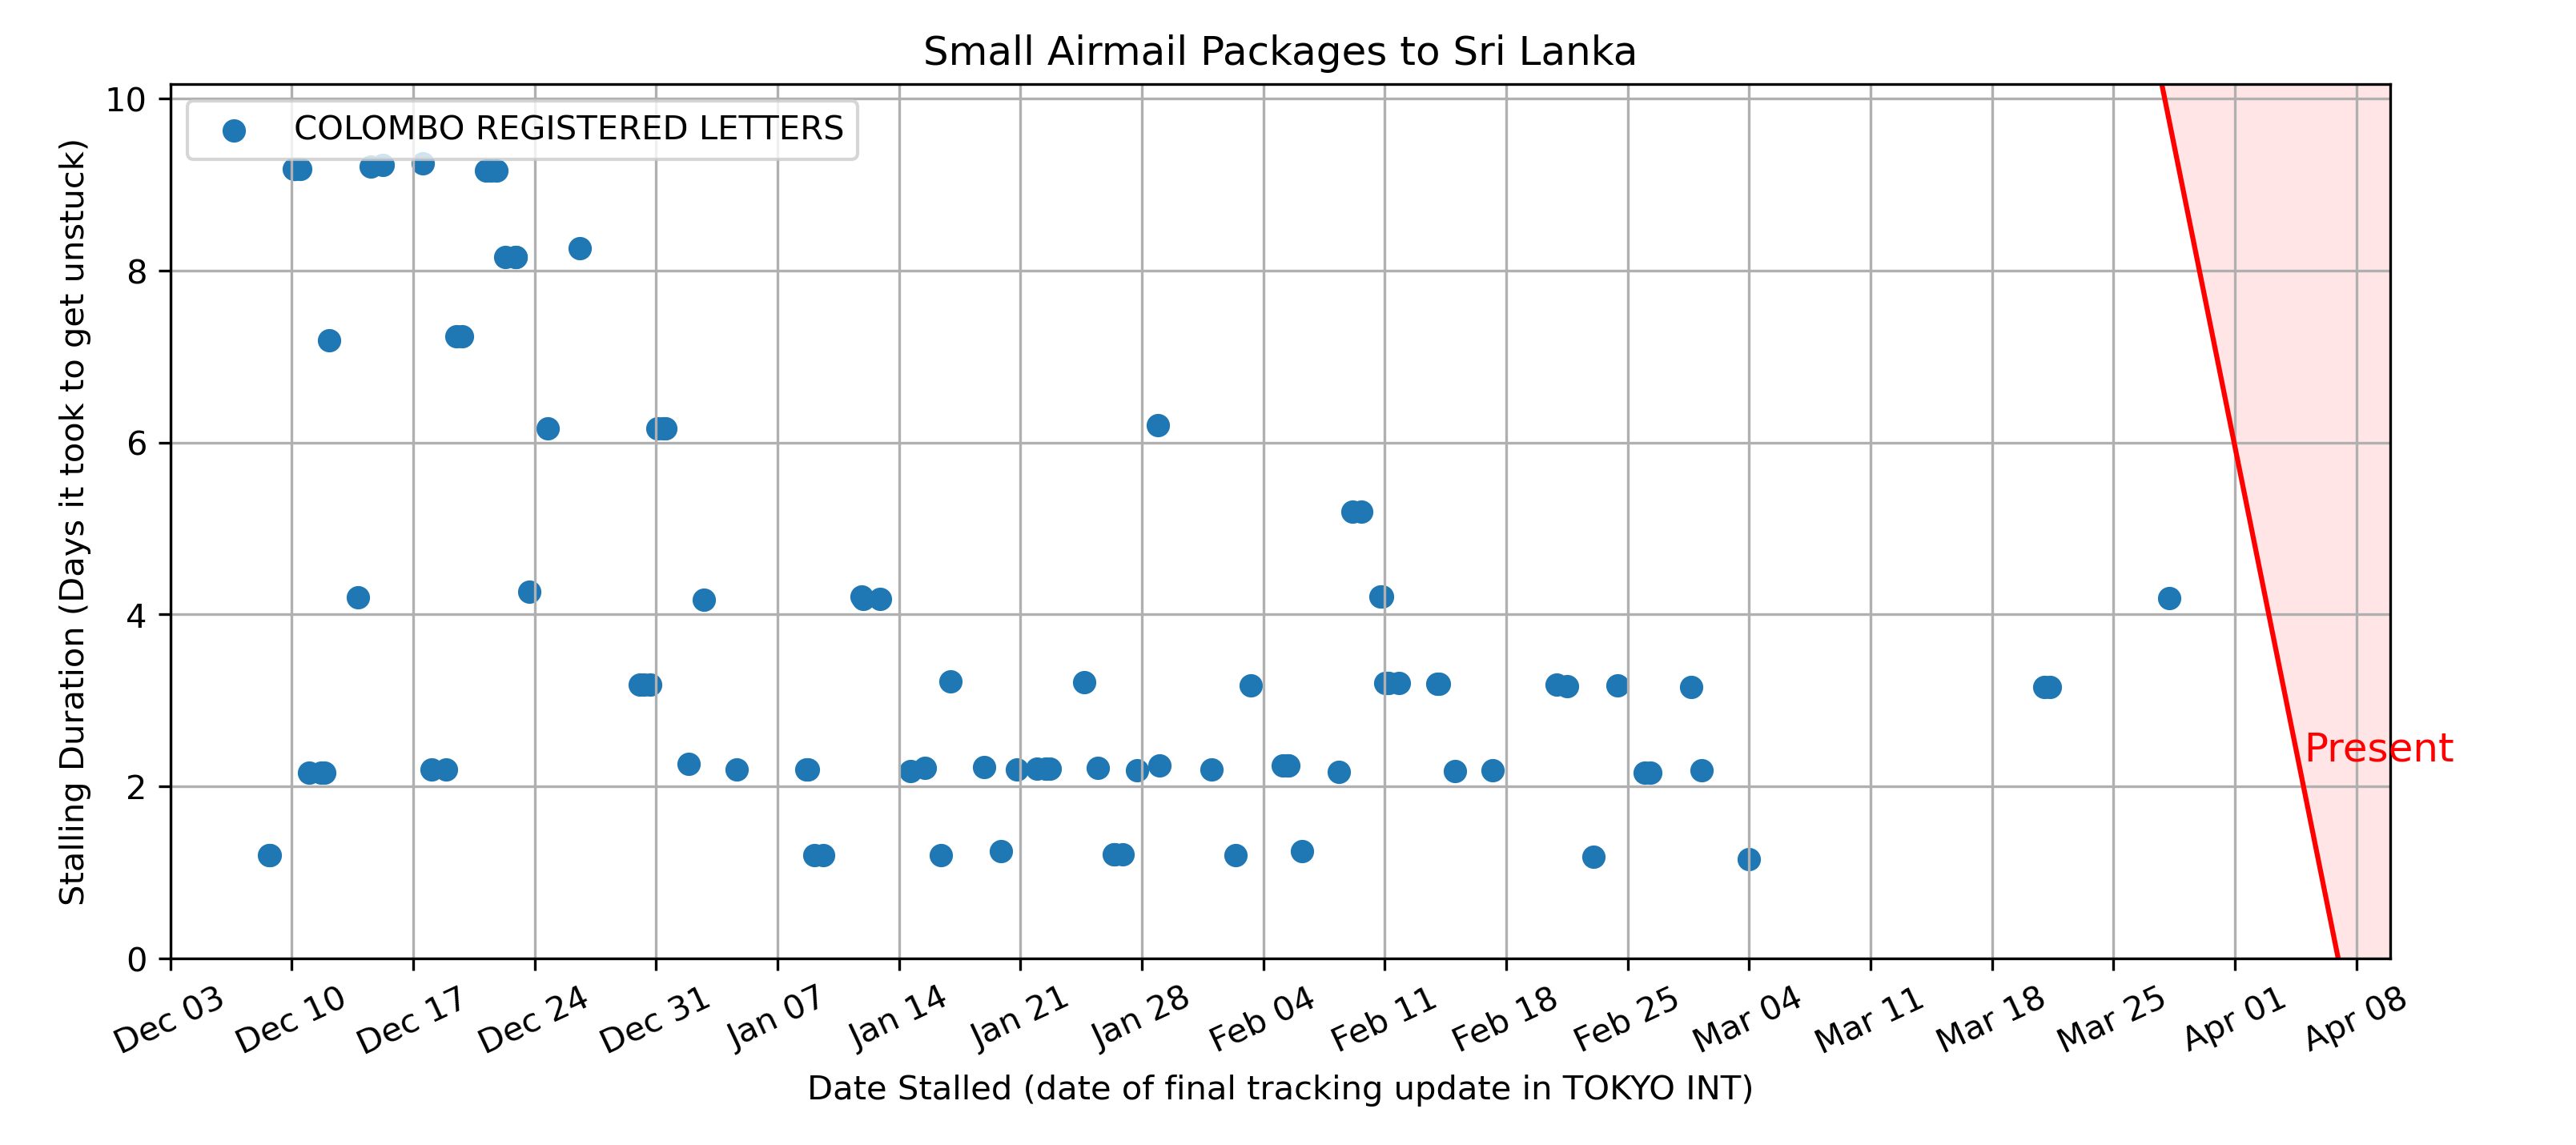 Small Airmail Packages to Sri Lanka
COLOMBO REGISTERED LETTERS
Stalling Duration (Days it took to get unstuck)
10
8
6
4
2
0
Present
Dec 03
Dec 10
Dec 17
Dec 24
Dec 31
Jan 07
Jan 14
Jan 21
Jan 28
Feb 04
Feb 11
Feb 18
Feb 25
Mar 04
Mar 11
Mar 18
Mar 25
Apr 01
Apr 08
Date Stalled (date of final tracking update in TOKYO INT)